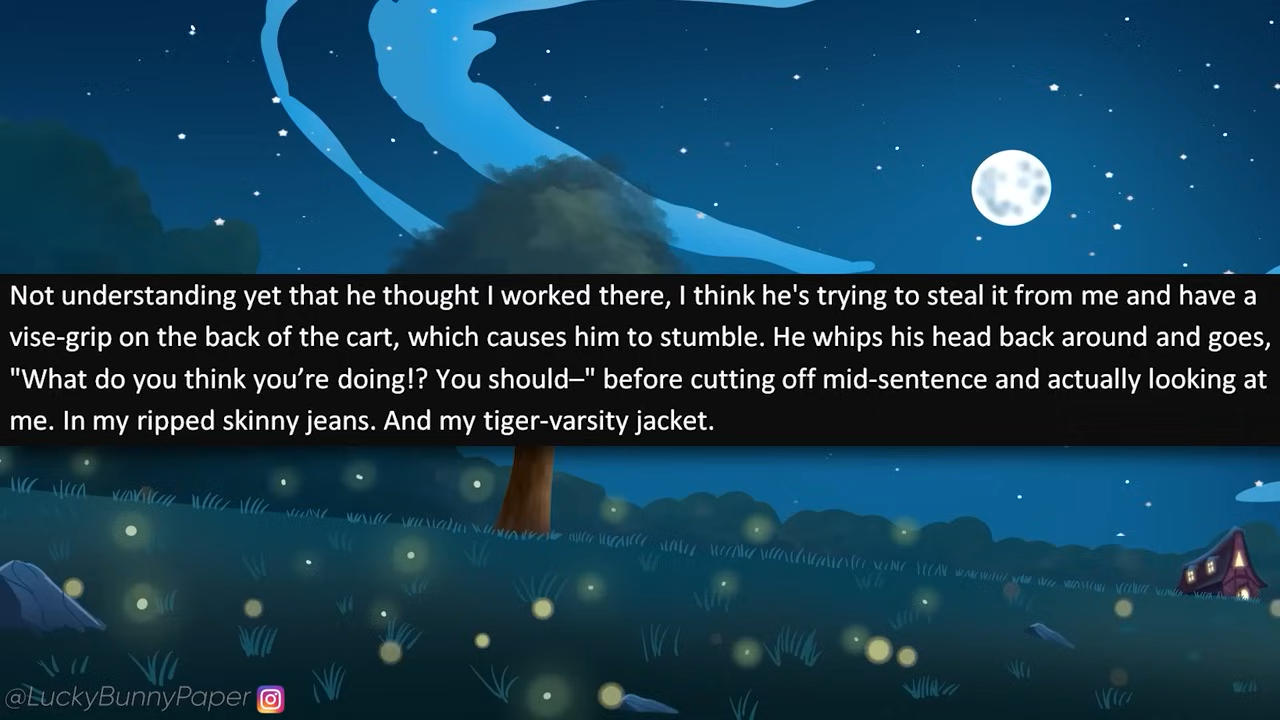 Not understanding yet that he thought I worked there, I think he's trying to steal it from me and have a
vise-grip on the back of the cart, which causes him to stumble. He whips his head back around and goes,
"What do you think you’re doing!? You should–" before cutting off mid-sentence and actually looking at
me. In my ripped skinny jeans. And my tiger-varsity jacket.
@LuckyBunnyPaper